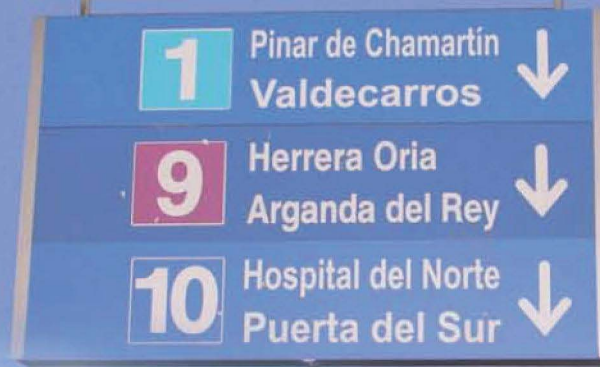 1 Pinar de Chamartín
Valdecarros
9 Herrera Oria
Arganda del Rey
10 Hospital del Norte
Puerta del Sur